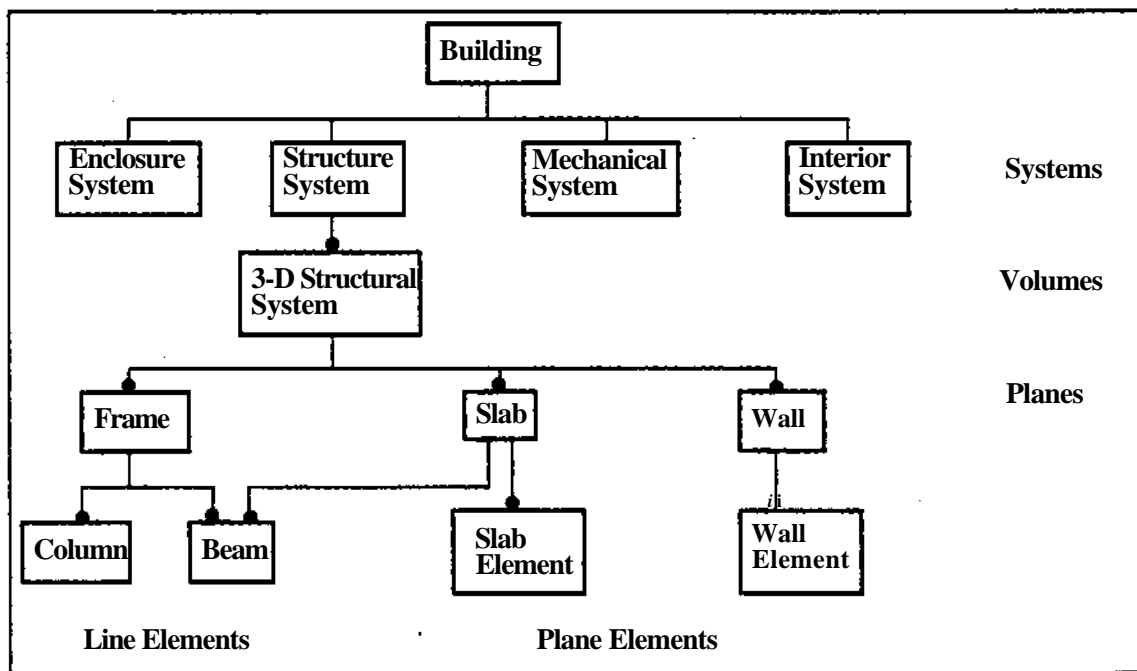 Building
Enclosure
System
Structure
System
Mechanical
System
Interior
System
Systems
3-D Structural
System
Volumes
Frame
Slab
Wall
Planes
Column
Beam
Slab
Element
Wall
Element
Line Elements
Plane Elements